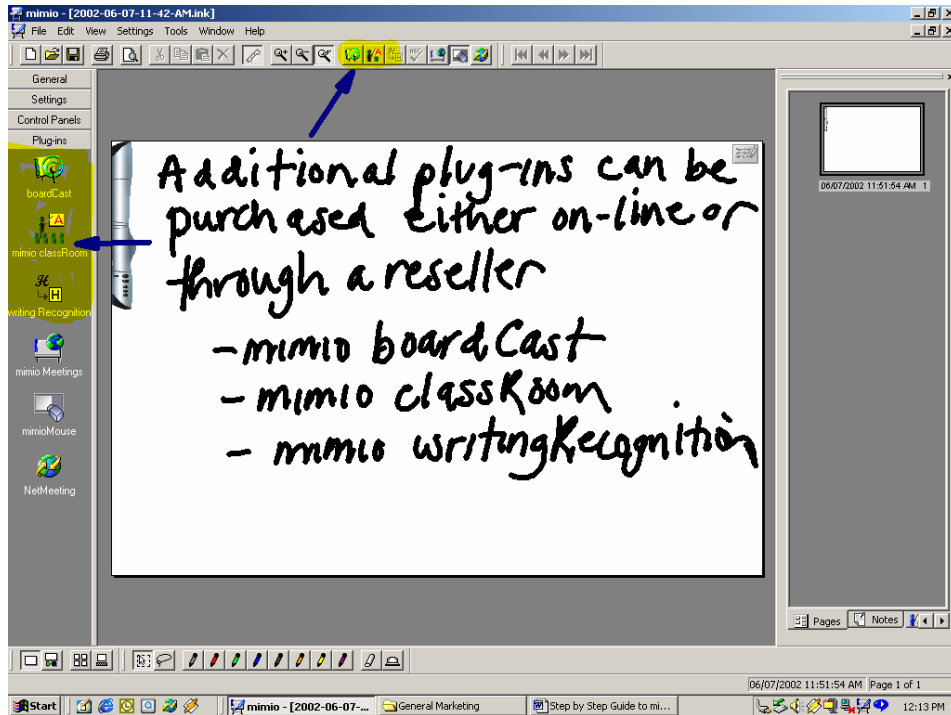 mimio - [2002-06-07-11-42-AM.ink]
File Edit View Settings Tools Window Help
General
Settings
Control Panels
Plug-ins
boardCast
mimio classRoom
writing Recognition
mimio Meetings
mimioMouse
NetMeeting
Additional plug-ins can be
purchased either on-line or
through a reseller
- mimio boardCast
- mimio classRoom
- mimio writingRecognition
06/07/2002 11:51:54 AM 1
Pages Notes
06/07/2002 11:51:54 AM Page 1 of 1
Start mimio - [2002-06-07-... General Marketing Step by Step Guide to mi... 12:13 PM